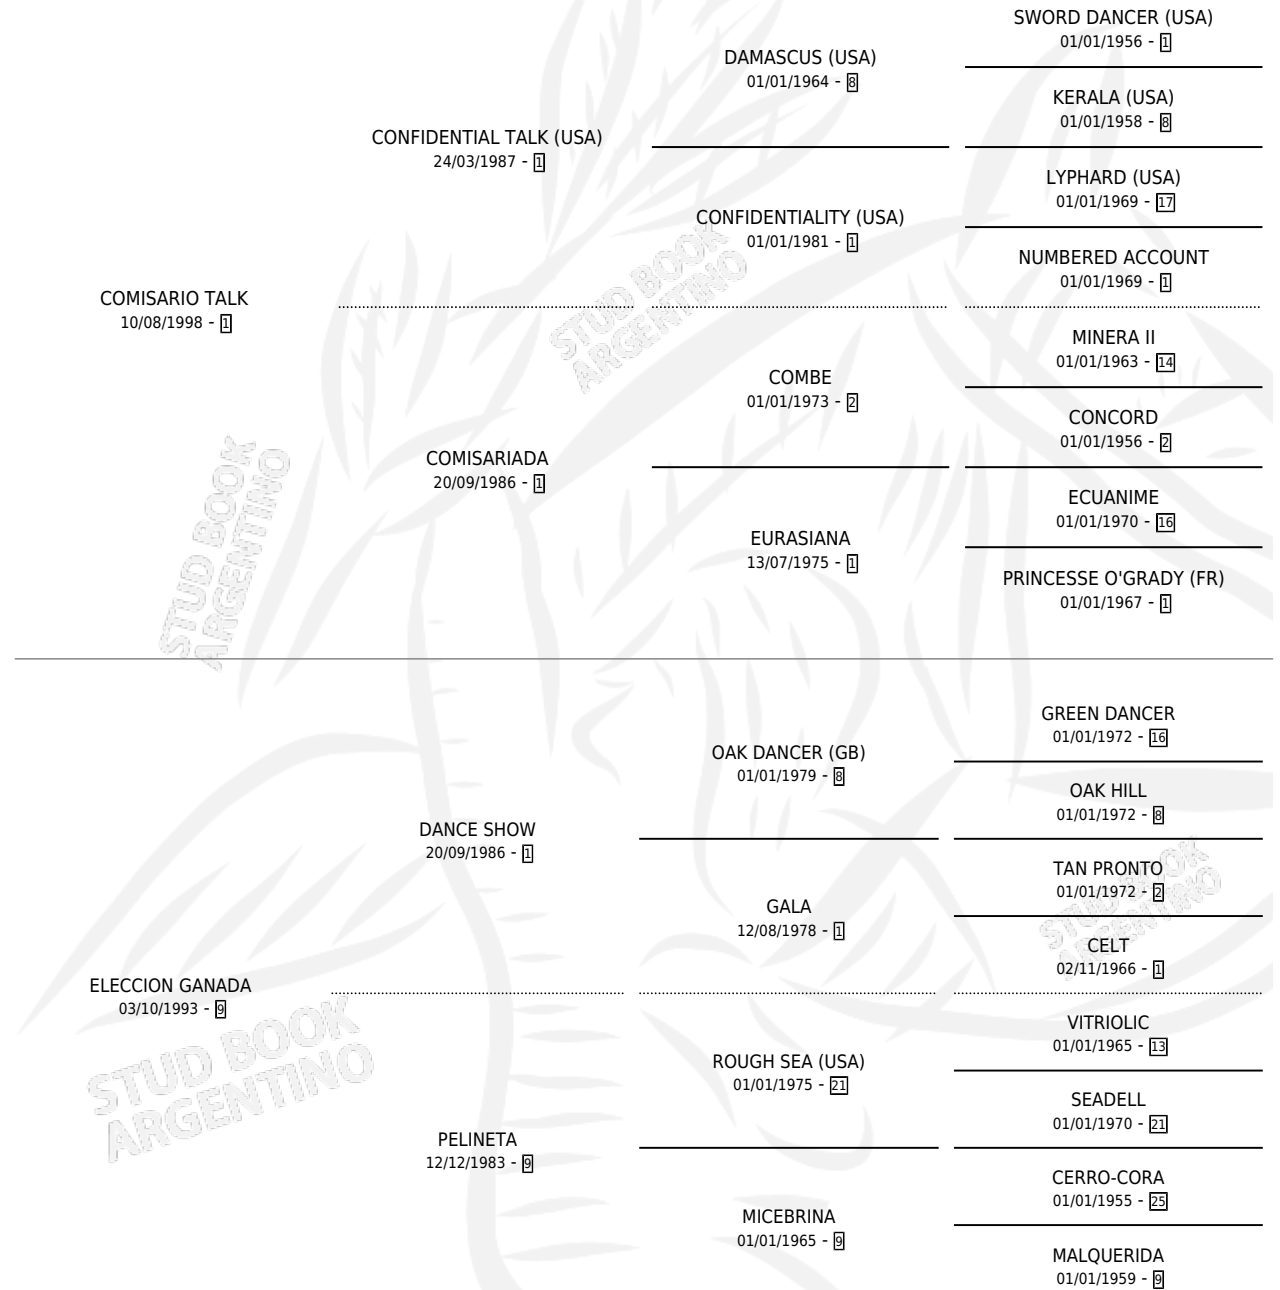 SWORD DANCER (USA)
01/01/1956 - 1
DAMASCUS (USA)
01/01/1964 - 8
KERALA (USA)
01/01/1958 - 8
CONFIDENTIAL TALK (USA)
24/03/1987 - 1
LYPHARD (USA)
01/01/1969 - 17
CONFIDENTIALITY (USA)
01/01/1981 - 1
NUMBERED ACCOUNT
01/01/1969 - 1
COMISARIO TALK
10/08/1998 - 1
STUD BOOK
ARGENTINO
MINERA II
01/01/1963 - 14
COMBE
01/01/1973 - 2
CONCORD
01/01/1956 - 2
COMISARIADA
20/09/1986 - 1
ECUANIME
01/01/1970 - 16
EURASIANA
13/07/1975 - 1
PRINCESSE O'GRADY (FR)
01/01/1967 - 1
STUD BOOK
ARGENTINO
GREEN DANCER
01/01/1972 - 16
OAK DANCER (GB)
01/01/1979 - 8
OAK HILL
01/01/1972 - 8
DANCE SHOW
20/09/1986 - 1
TAN PRONTO
01/01/1972 - 2
GALA
12/08/1978 - 1
STUD BOOK
ARGENTINO
CELT
02/11/1966 - 1
ELECCION GANADA
03/10/1993 - 9
VITRIOLIC
01/01/1965 - 13
ROUGH SEA (USA)
01/01/1975 - 21
STUD BOOK
ARGENTINO
SEADELL
01/01/1970 - 21
PELINETA
12/12/1983 - 9
CERRO-CORA
01/01/1955 - 25
MICEBRINA
01/01/1965 - 9
MALQUERIDA
01/01/1959 - 9